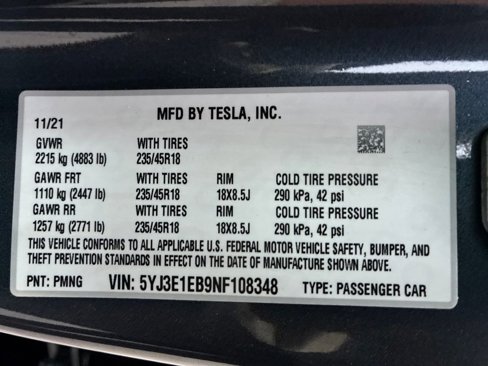 MFD BY TESLA, INC.
11/21
GVWR WITH TIRES
2215 kg (4883 lb) 235/45R18
GAWR FRT WITH TIRES RIM COLD TIRE PRESSURE
1110 kg (2447 lb) 235/45R18 18X8.5J 290 kPa, 42 psi
GAWR RR WITH TIRES RIM COLD TIRE PRESSURE
1257 kg (2771 lb) 235/45R18 18X8.5J 290 kPa, 42 psi
THIS VEHICLE CONFORMS TO ALL APPLICABLE U.S. FEDERAL MOTOR VEHICLE SAFETY, BUMPER, AND
THEFT PREVENTION STANDARDS IN EFFECT ON THE DATE OF MANUFACTURE SHOWN ABOVE.
PNT: PMNG VIN: 5YJ3E1EB9NF108348 TYPE: PASSENGER CAR